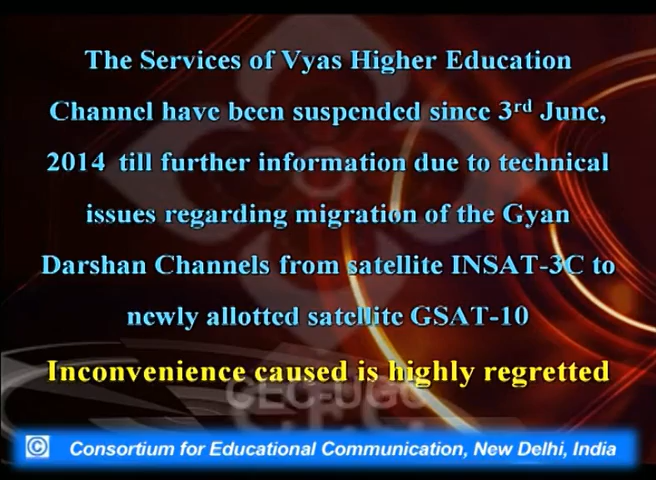 The Services of Vyas Higher Education
Channel have been suspended since 3rd June,
2014 till further information due to technical
issues regarding migration of the Gyan
Darshan Channels from satellite INSAT-3C to
newly allotted satellite GSAT-10
Inconvenience caused is highly regretted
CEC-UGC
© Consortium for Educational Communication, New Delhi, India